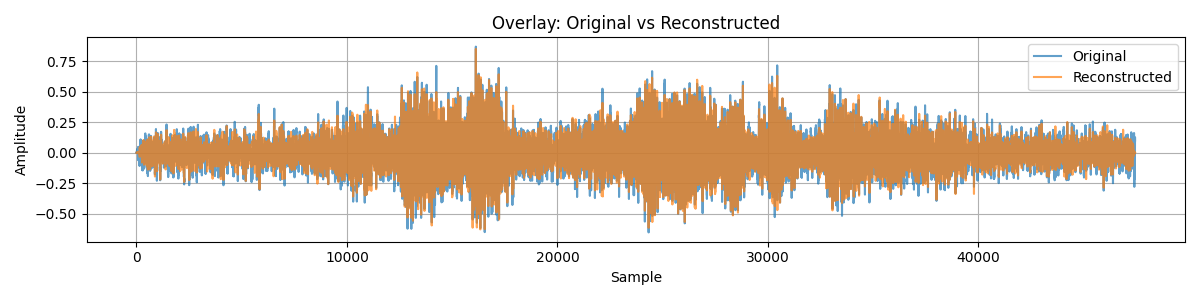 Overlay: Original vs Reconstructed
Original
Reconstructed
Amplitude
0.75
0.50
0.25
0.00
−0.25
−0.50
0 10000 20000 30000 40000
Sample